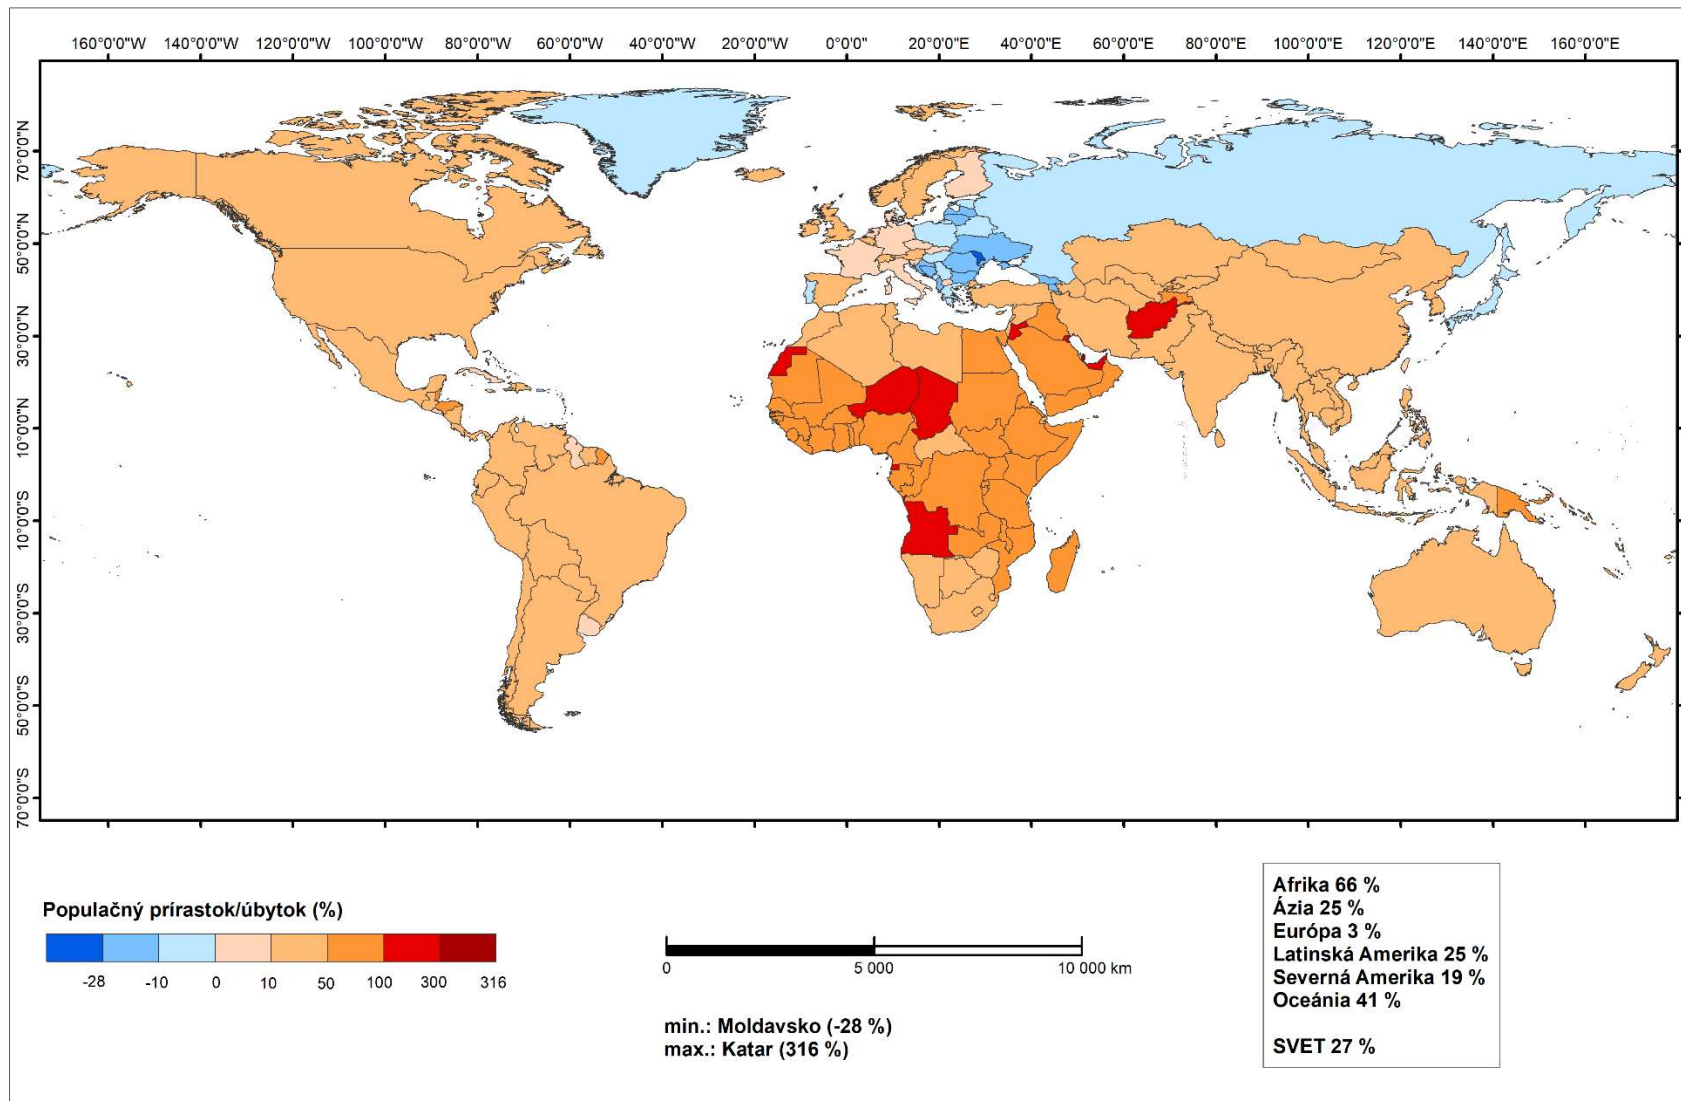 160°0'0"W 140°0'0"W 120°0'0"W 100°0'0"W 80°0'0"W 60°0'0"W 40°0'0"W 20°0'0"W 0°0'0" 20°0'0"E 40°0'0"E 60°0'0"E 80°0'0"E 100°0'0"E 120°0'0"E 140°0'0"E 160°0'0"E
70°0'0"N
50°0'0"N
30°0'0"N
10°0'0"N
10°0'0"S
30°0'0"S
50°0'0"S
70°0'0"S
Populačný prírastok/úbytok (%)
-28 -10 0 10 50 100 300 316
0 5 000 10 000 km
min.: Moldavsko (-28 %)
max.: Katar (316 %)
Afrika 66 %
Ázia 25 %
Európa 3 %
Latinská Amerika 25 %
Severná Amerika 19 %
Oceánia 41 %
SVET 27 %